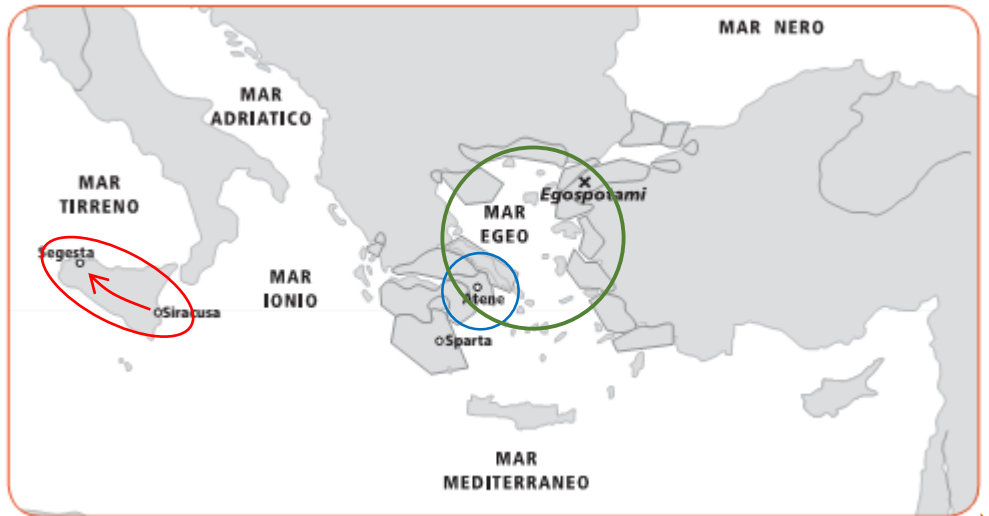 MAR NERO
MAR
ADRIATICO
MAR
TIRRENO
Egospotami
MAR
EGEO
Segesta
MAR
IONIO
Atene
Siracusa
Sparta
MAR
MEDITERRANEO